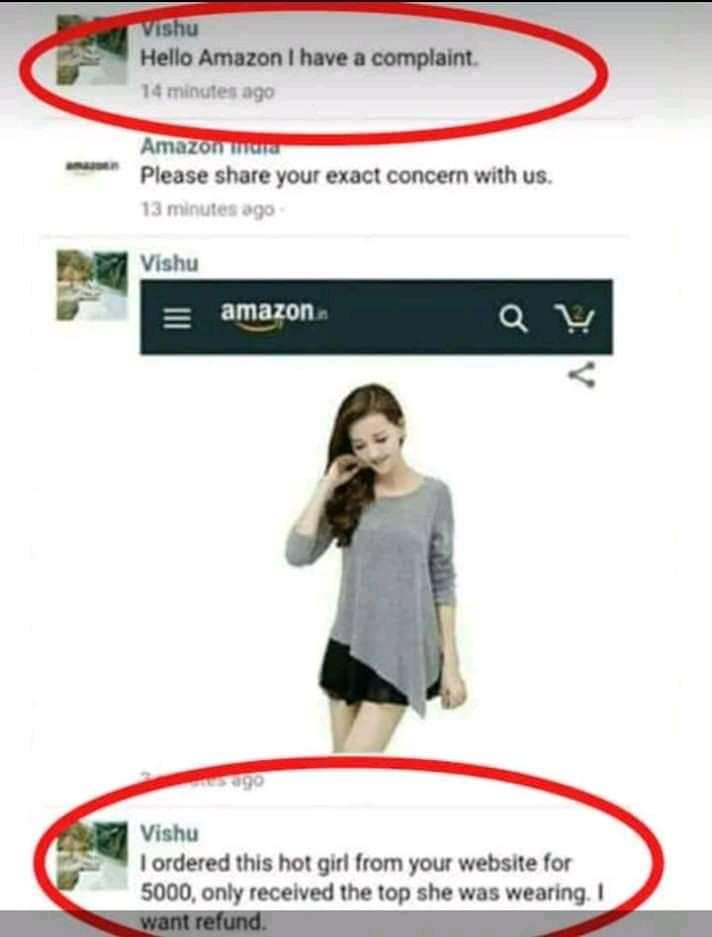 Vishu
Hello Amazon I have a complaint.
14 minutes ago
Amazon India
amazon.in
Please share your exact concern with us.
13 minutes ago
Vishu
amazon.in
2
ago
Vishu
I ordered this hot girl from your website for
5000, only received the top she was wearing. I
want refund.